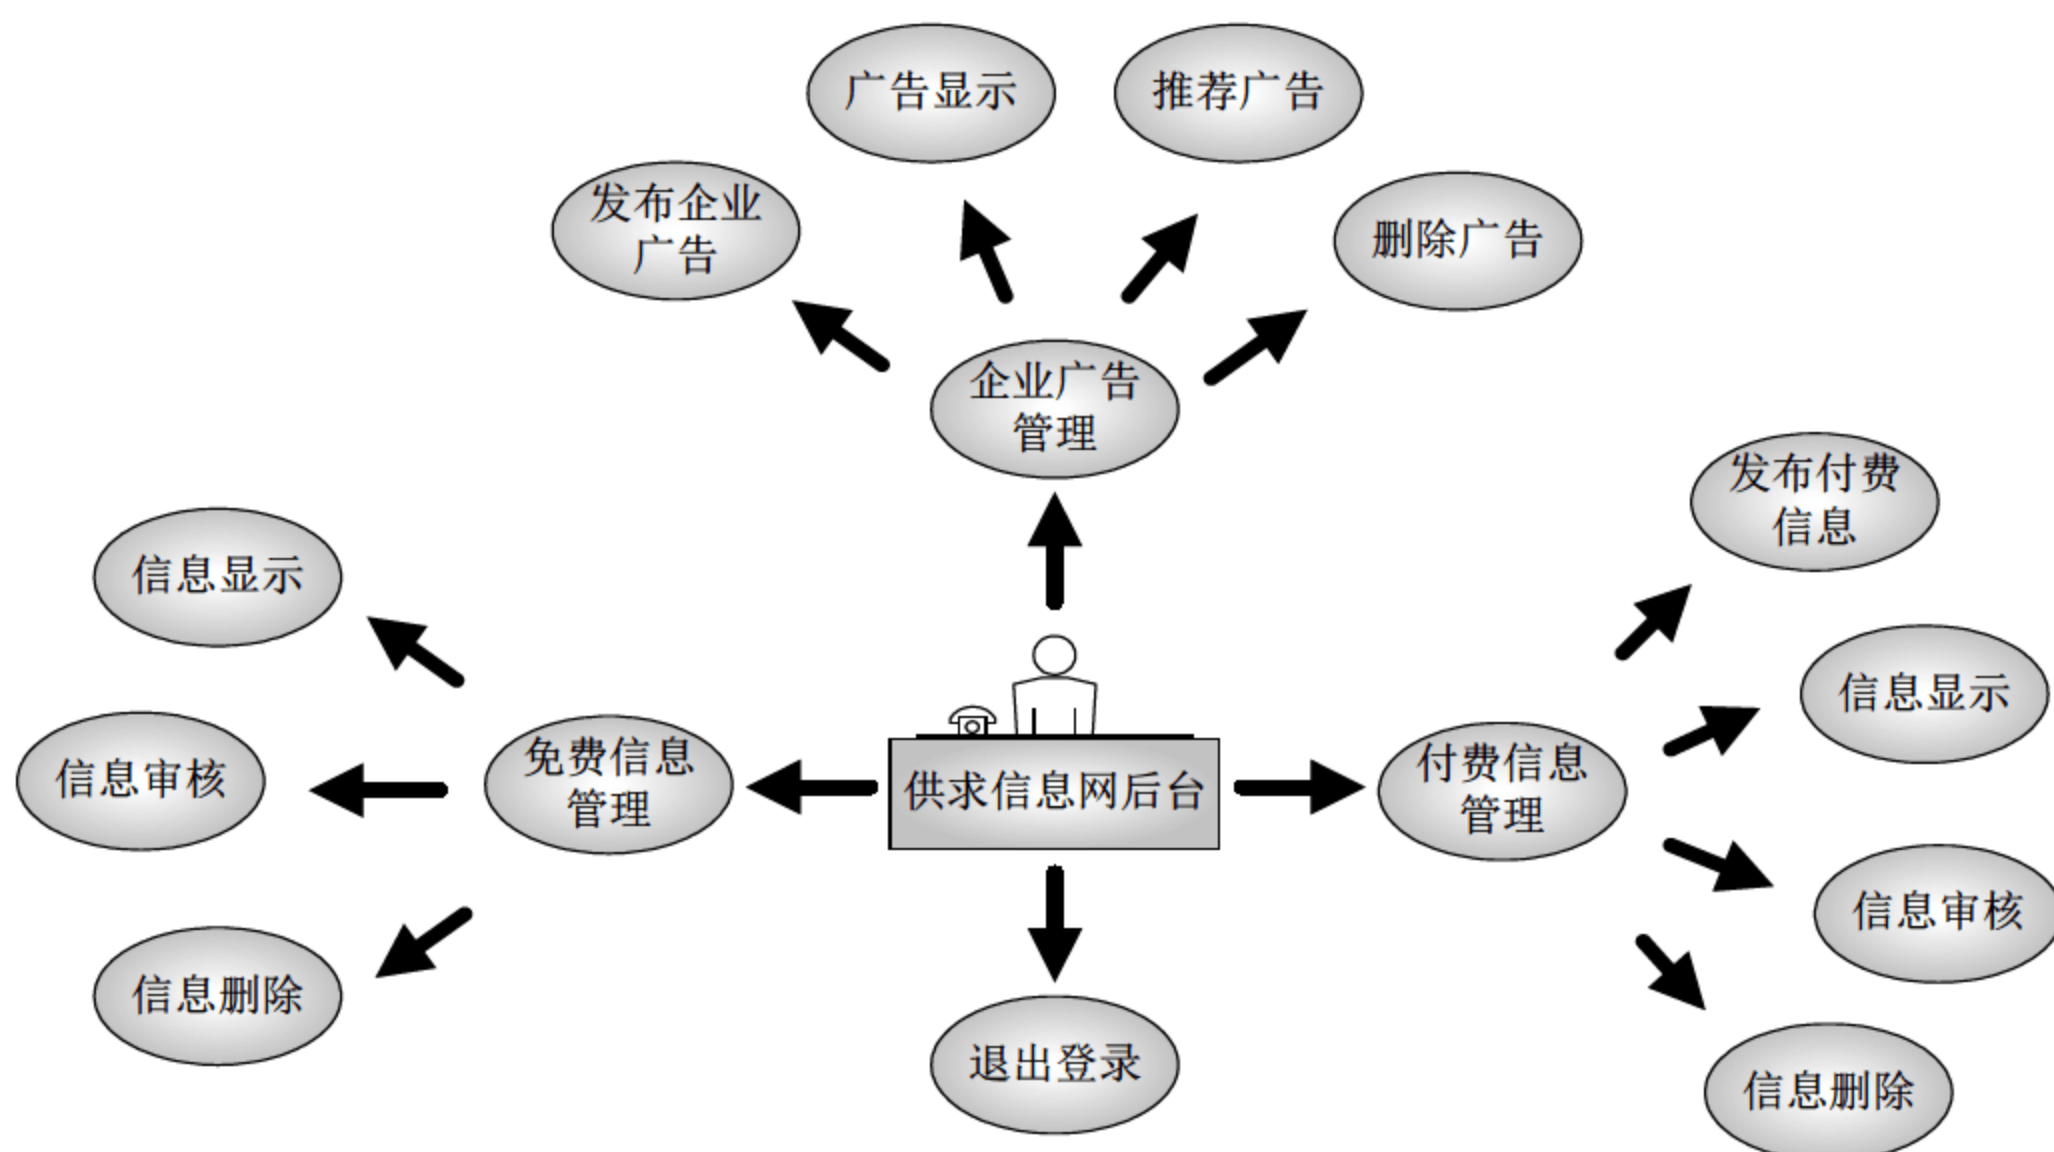 广告显示
推荐广告
发布企业
广告
删除广告
企业广告
管理
发布付费
信息
信息显示
信息显示
免费信息
管理
信息审核
供求信息网后台
付费信息
管理
信息审核
信息删除
退出登录
信息删除